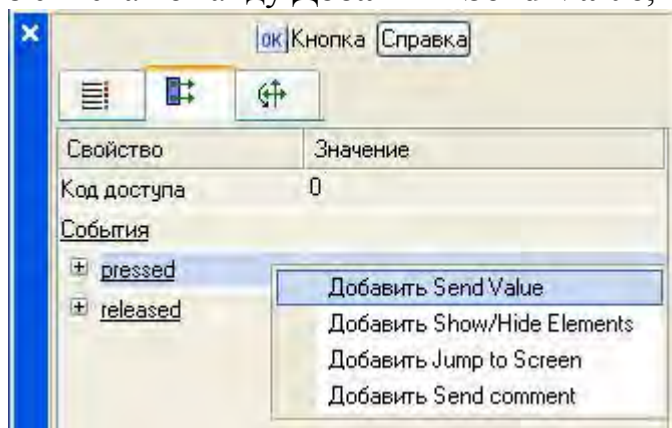 ок Кнопка Справка
Свойство Значение
Код доступа 0
События
pressed
Добавить Send Value
released
Добавить Show/Hide Elements
Добавить Jump to Screen
Добавить Send comment